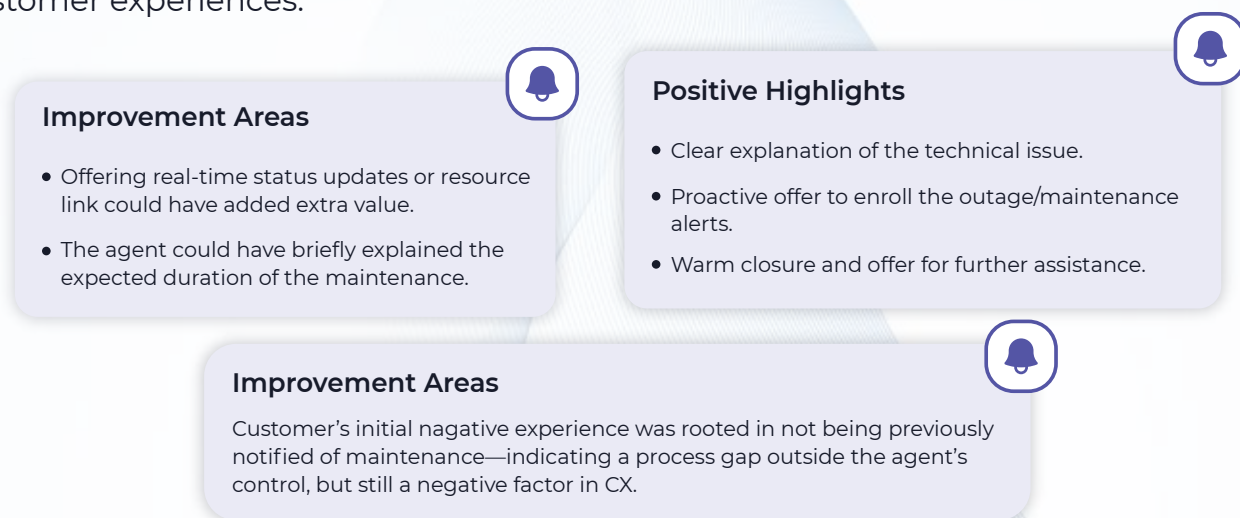 stomer experiences.
Improvement Areas
Offering real-time status updates or resource
link could have added extra value.
The agent could have briefly explained the
expected duration of the maintenance.
Positive Highlights
Clear explanation of the technical issue.
Proactive offer to enroll the outage/maintenance
alerts.
Warm closure and offer for further assistance.
Improvement Areas
Customer’s initial nagative experience was rooted in not being previously
notified of maintenance—indicating a process gap outside the agent’s
control, but still a negative factor in CX.